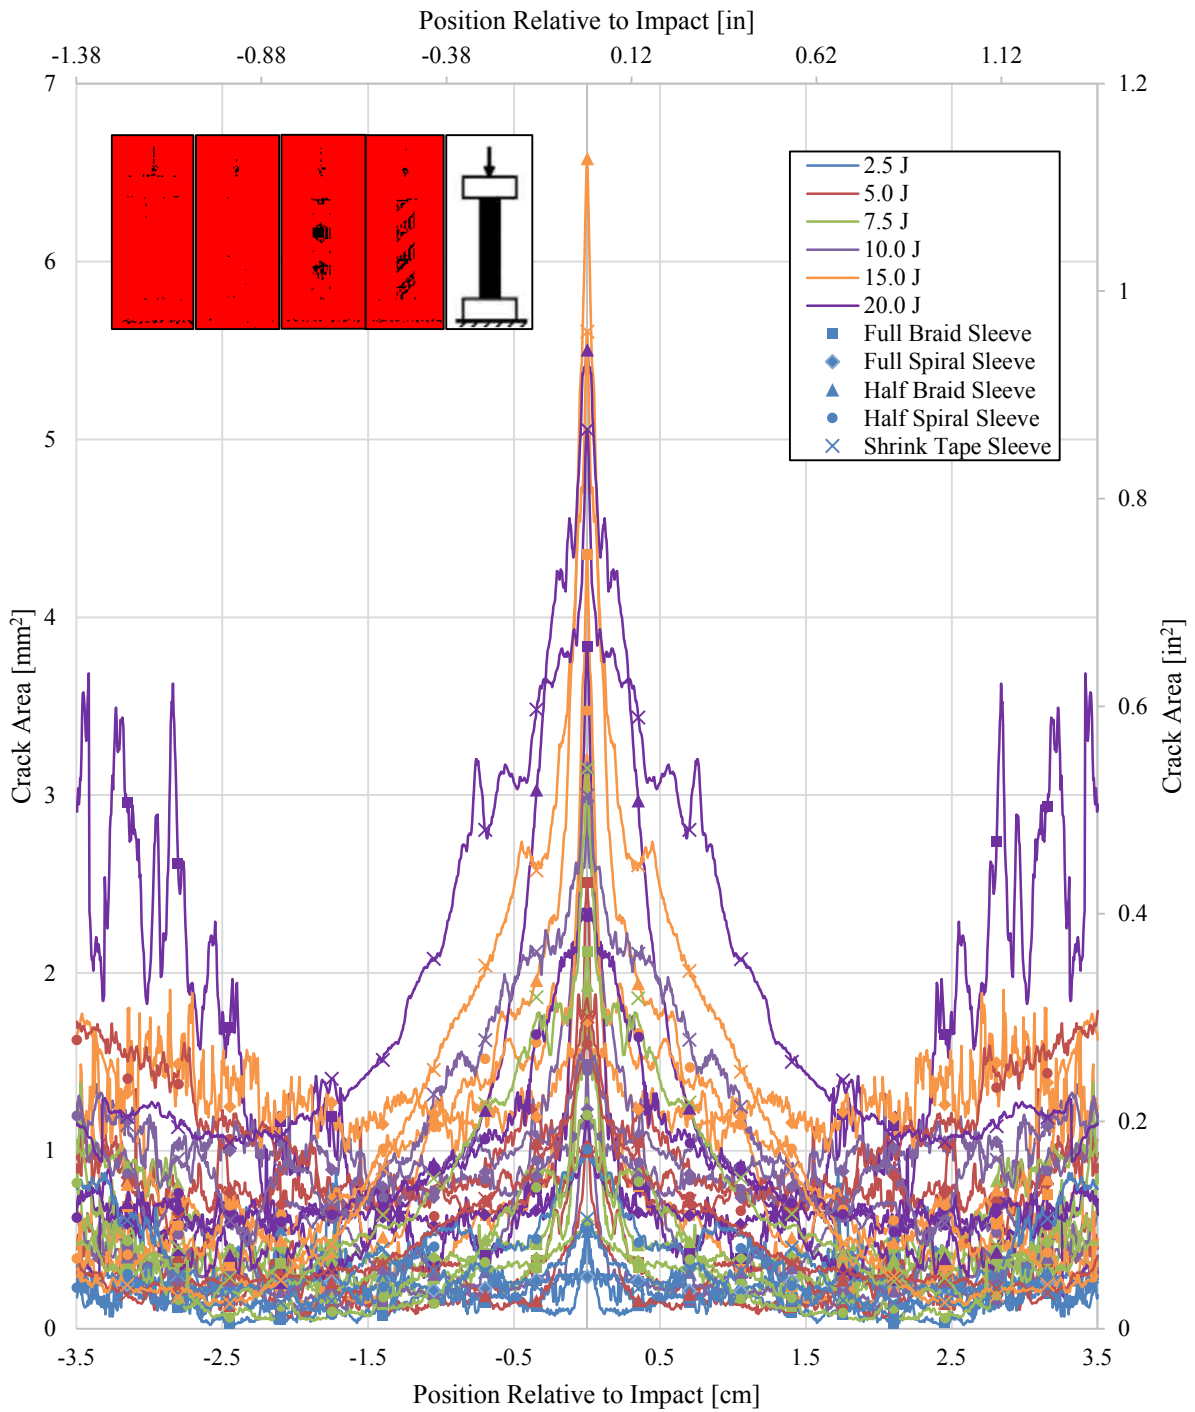 Position Relative to Impact [in]
-1.38 -0.88 -0.38 0.12 0.62 1.12
7 1.2
2.5 J
5.0 J
7.5 J
10.0 J
15.0 J
20.0 J
Full Braid Sleeve
Full Spiral Sleeve
Half Braid Sleeve
Half Spiral Sleeve
Shrink Tape Sleeve
6
1
5
0.8
4
Crack Area [mm²]
Crack Area [in²]
0.6
3
0.4
2
0.2
1
0 0
-3.5 -2.5 -1.5 -0.5 0.5 1.5 2.5 3.5
Position Relative to Impact [cm]